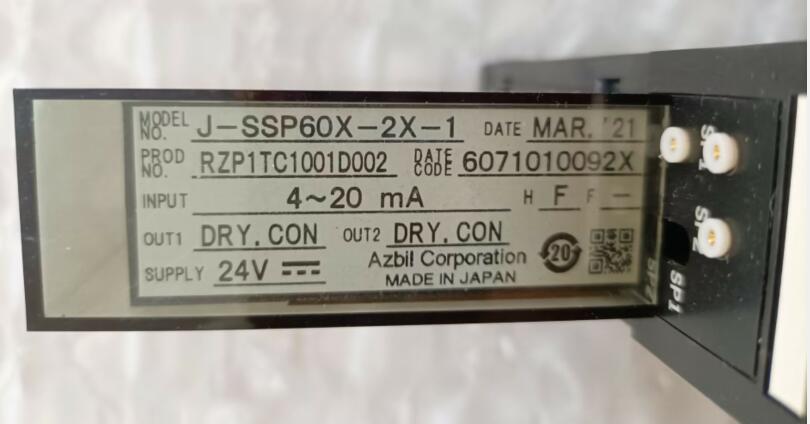 MODEL NO. J-SSP60X-2X-1 DATE MAR. '21
PROD NO. RZP1TC1001D002 DATE CODE 6071010092X
INPUT 4~20 mA H F F —
OUT1 DRY. CON OUT2 DRY. CON
SUPPLY 24V ⎓ Azbil Corporation 20
MADE IN JAPAN
SP2
SP1